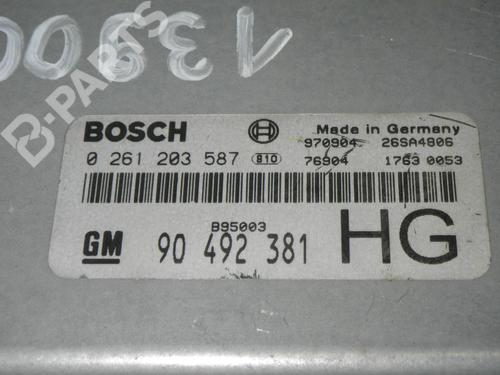 13900
B-PARTS
BOSCH Made in Germany
970904 26SA4806
0 261 203 587 810 76904 1763 0053
B95003
GM 90 492 381 HG